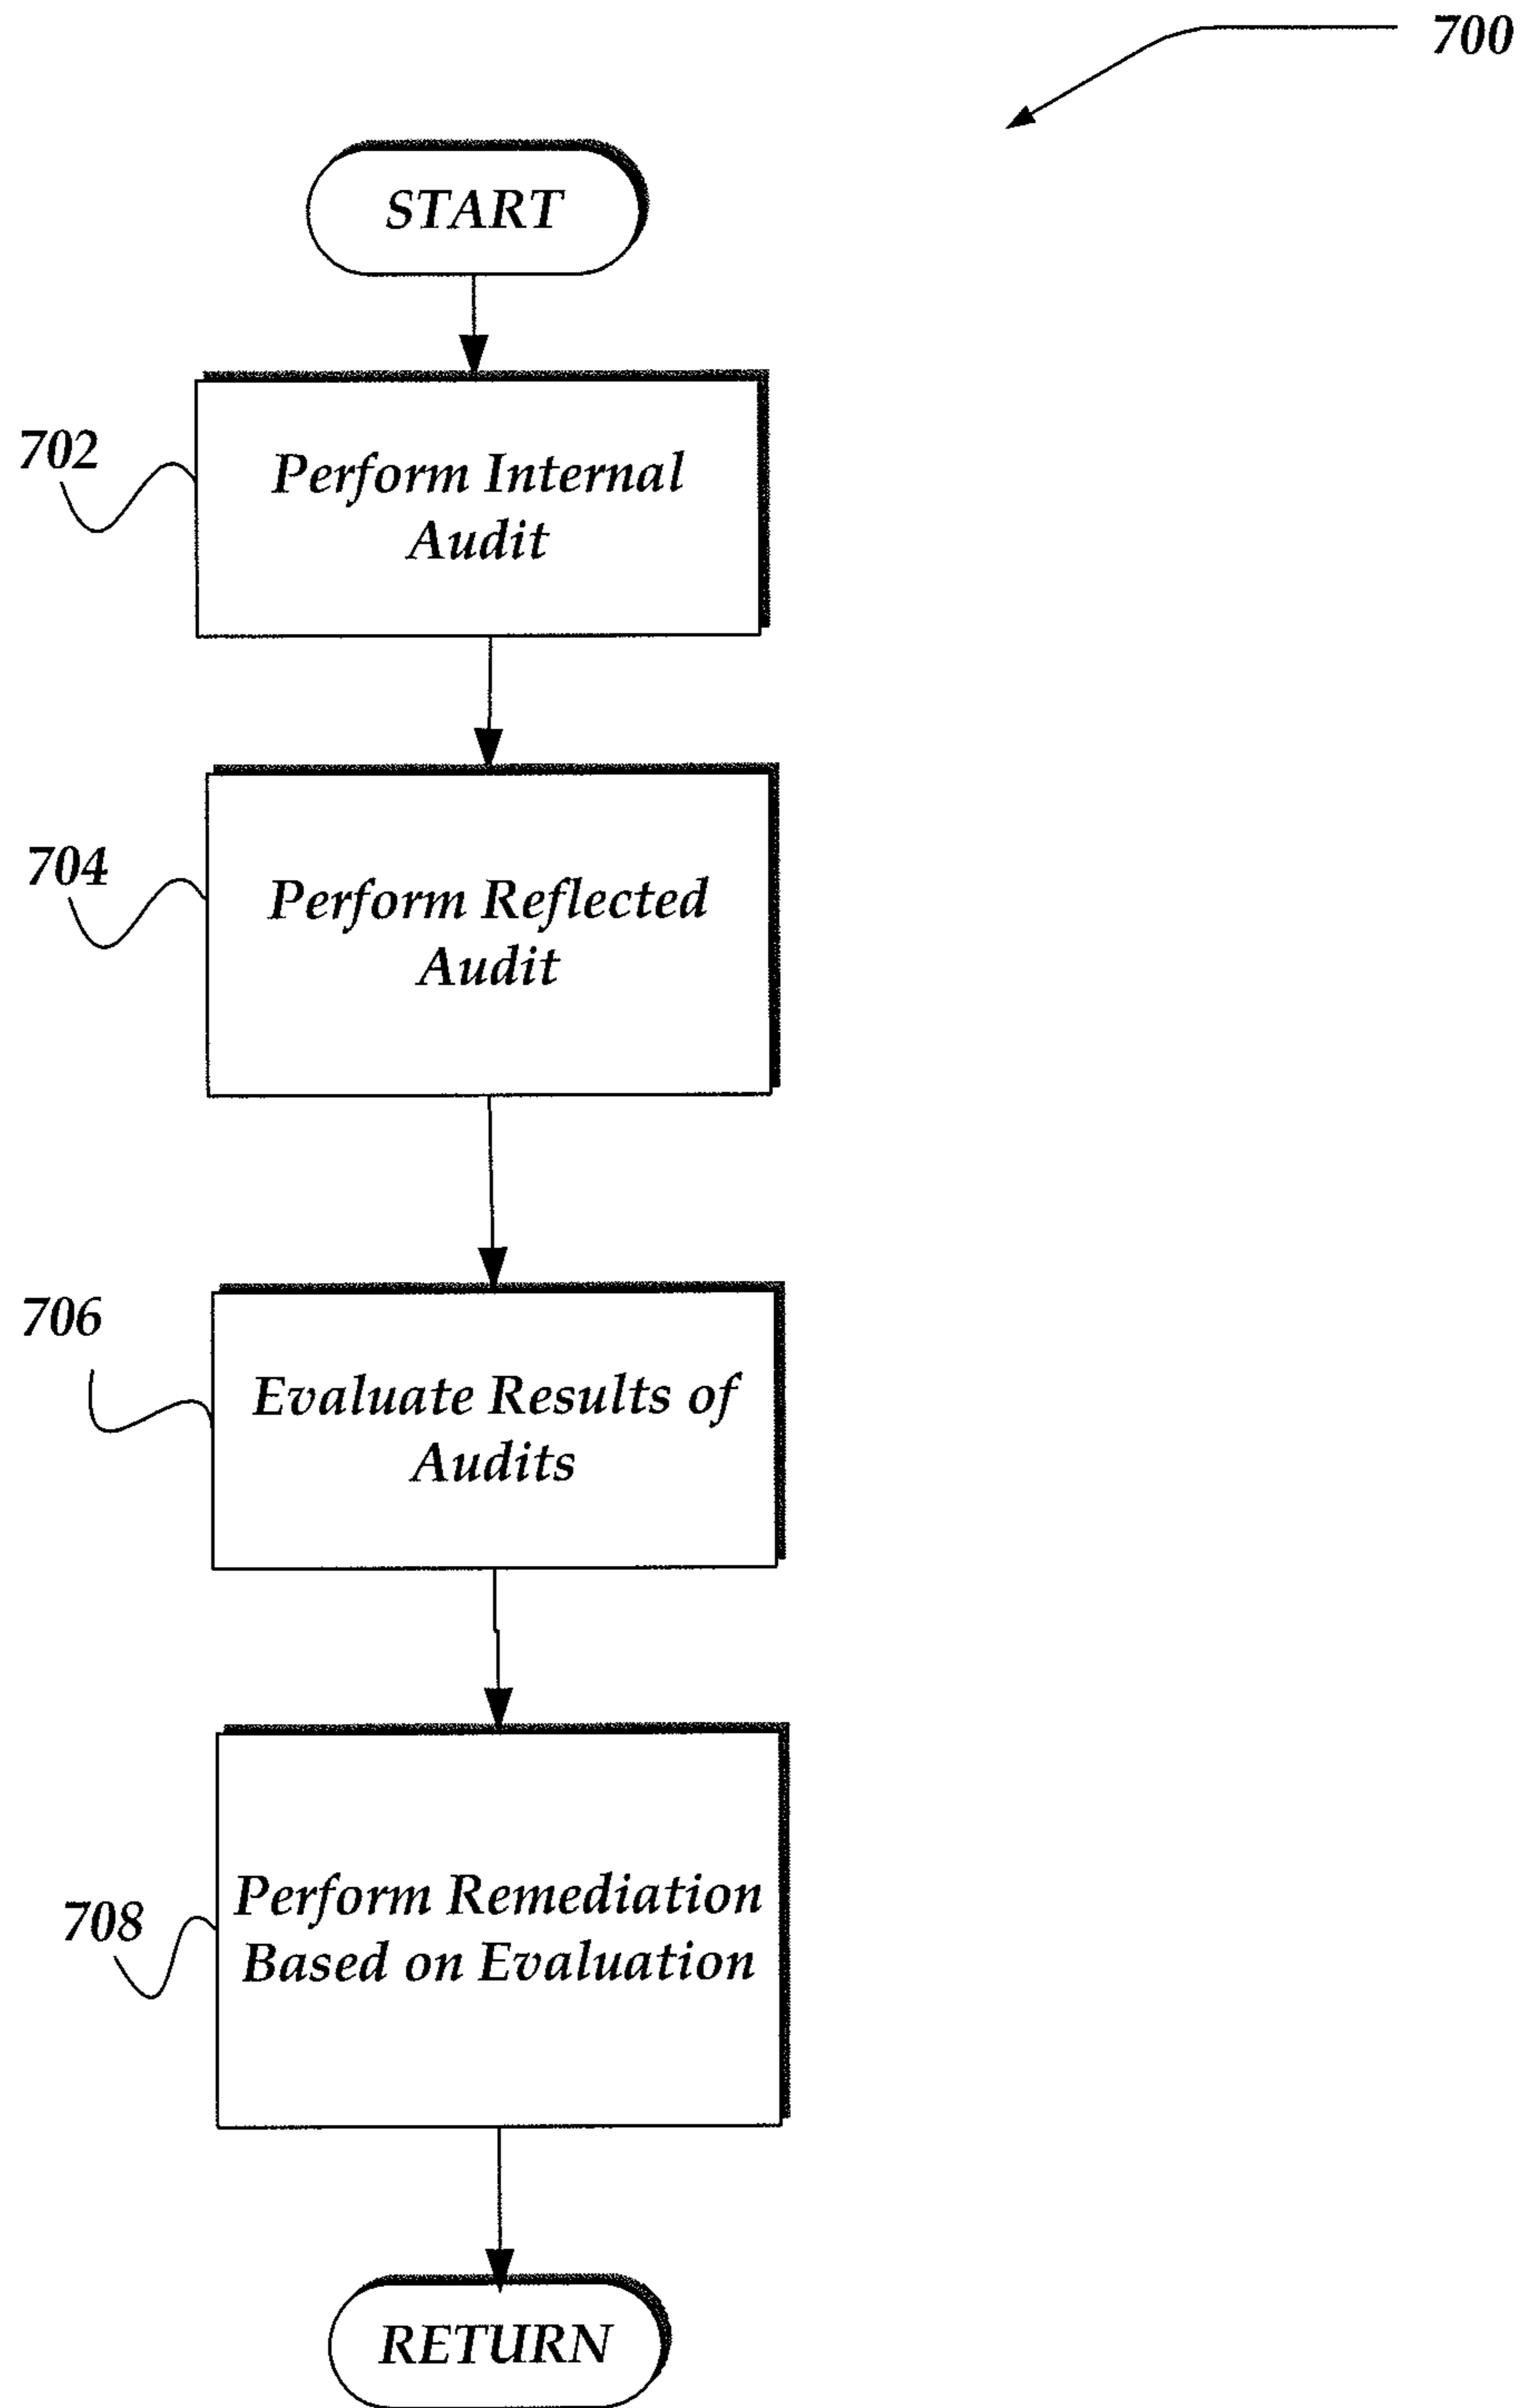 700
START
702
Perform Internal
Audit
704
Perform Reflected
Audit
706
Evaluate Results of
Audits
708
Perform Remediation
Based on Evaluation
RETURN